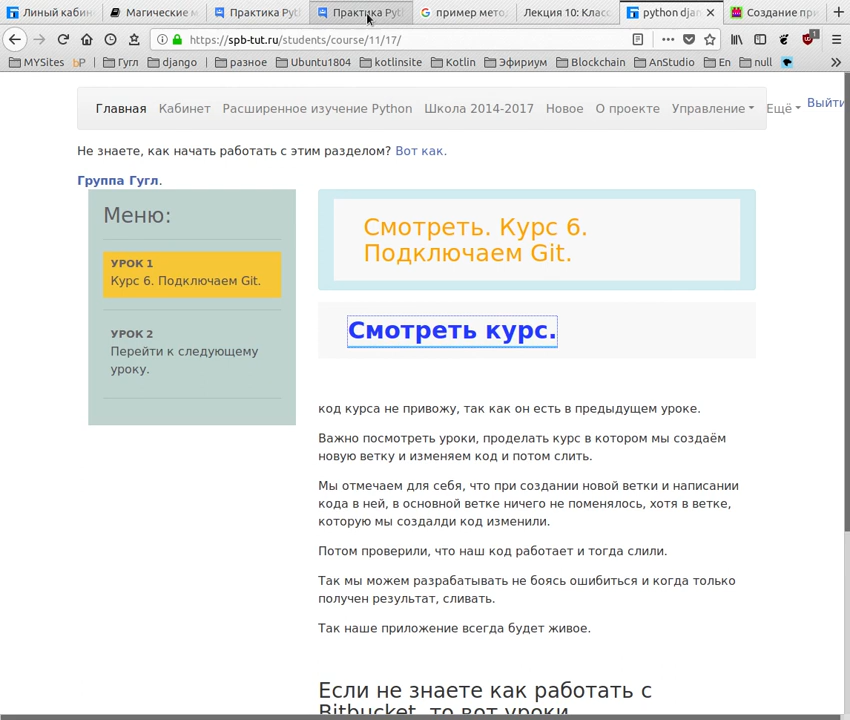 Линый кабин
Магические м
Практика Pyt
Практика Pyt
пример мето
Лекция 10: Клас
python djan
Создание при
https://spb-tut.ru/students/course/11/17/
1
MYSites
bP
Гугл
django
разное
Ubuntu1804
kotlinsite
Kotlin
Эфириум
Blockchain
AnStudio
En
null
Главная Кабинет Расширенное изучение Python Школа 2014-2017 Новое О проекте Управление Ещё Выйти
Не знаете, как начать работать с этим разделом? Вот как.
Группа Гугл.
Меню:
УРОК 1
Курс 6. Подключаем Git.
УРОК 2
Перейти к следующему
уроку.
Смотреть. Курс 6.
Подключаем Git.
Смотреть курс.
код курса не привожу, так как он есть в предыдущем уроке.
Важно посмотреть уроки, проделать курс в котором мы создаём
новую ветку и изменяем код и потом слить.
Мы отмечаем для себя, что при создании новой ветки и написании
кода в ней, в основной ветке ничего не поменялось, хотя в ветке,
которую мы создалди код изменили.
Потом проверили, что наш код работает и тогда слили.
Так мы можем разрабатывать не боясь ошибиться и когда только
получен результат, сливать.
Так наше приложение всегда будет живое.
Если не знаете как работать с
Bitbucket, то вот уроки